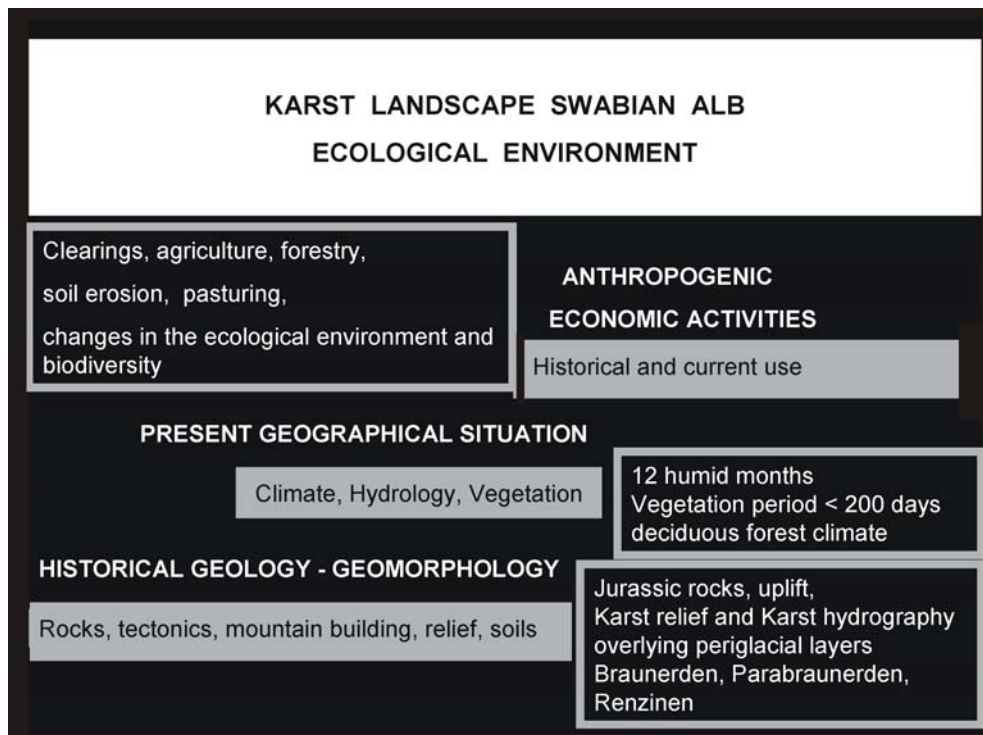 KARST LANDSCAPE SWABIAN ALB
ECOLOGICAL ENVIRONMENT
Clearings, agriculture, forestry,
soil erosion, pasturing,
changes in the ecological environment and
biodiversity
ANTHROPOGENIC
ECONOMIC ACTIVITIES
Historical and current use
PRESENT GEOGRAPHICAL SITUATION
Climate, Hydrology, Vegetation
12 humid months
Vegetation period < 200 days
deciduous forest climate
HISTORICAL GEOLOGY - GEOMORPHOLOGY
Rocks, tectonics, mountain building, relief, soils
Jurassic rocks, uplift,
Karst relief and Karst hydrography
overlying periglacial layers
Braunerden, Parabraunerden,
Renzinen